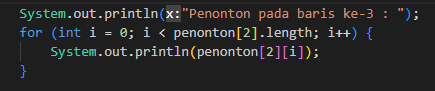 System.out.println(x:"Penonton pada baris ke-3 : ");
for (int i = 0; i < penonton[2].length; i++) {
    System.out.println(penonton[2][i]);
}